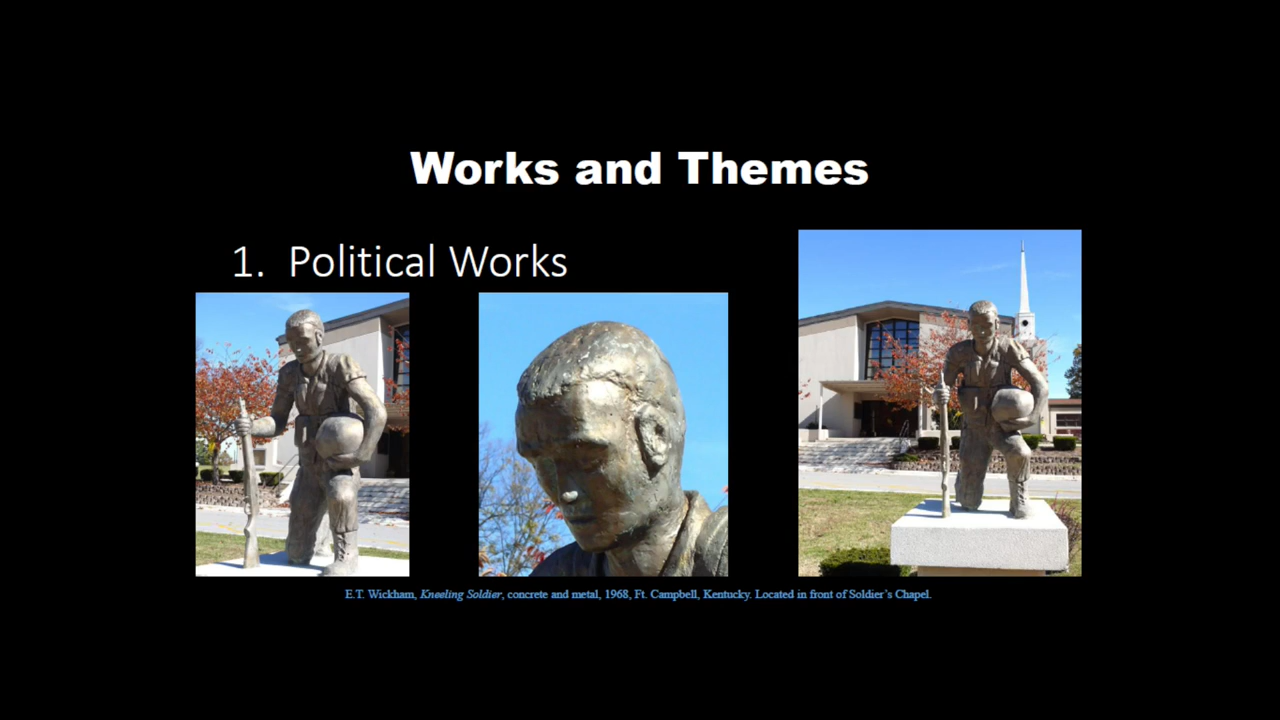 Works and Themes
1. Political Works
E.T. Wickham, Kneeling Soldier, concrete and metal, 1968, Ft. Campbell, Kentucky. Located in front of Soldier’s Chapel.